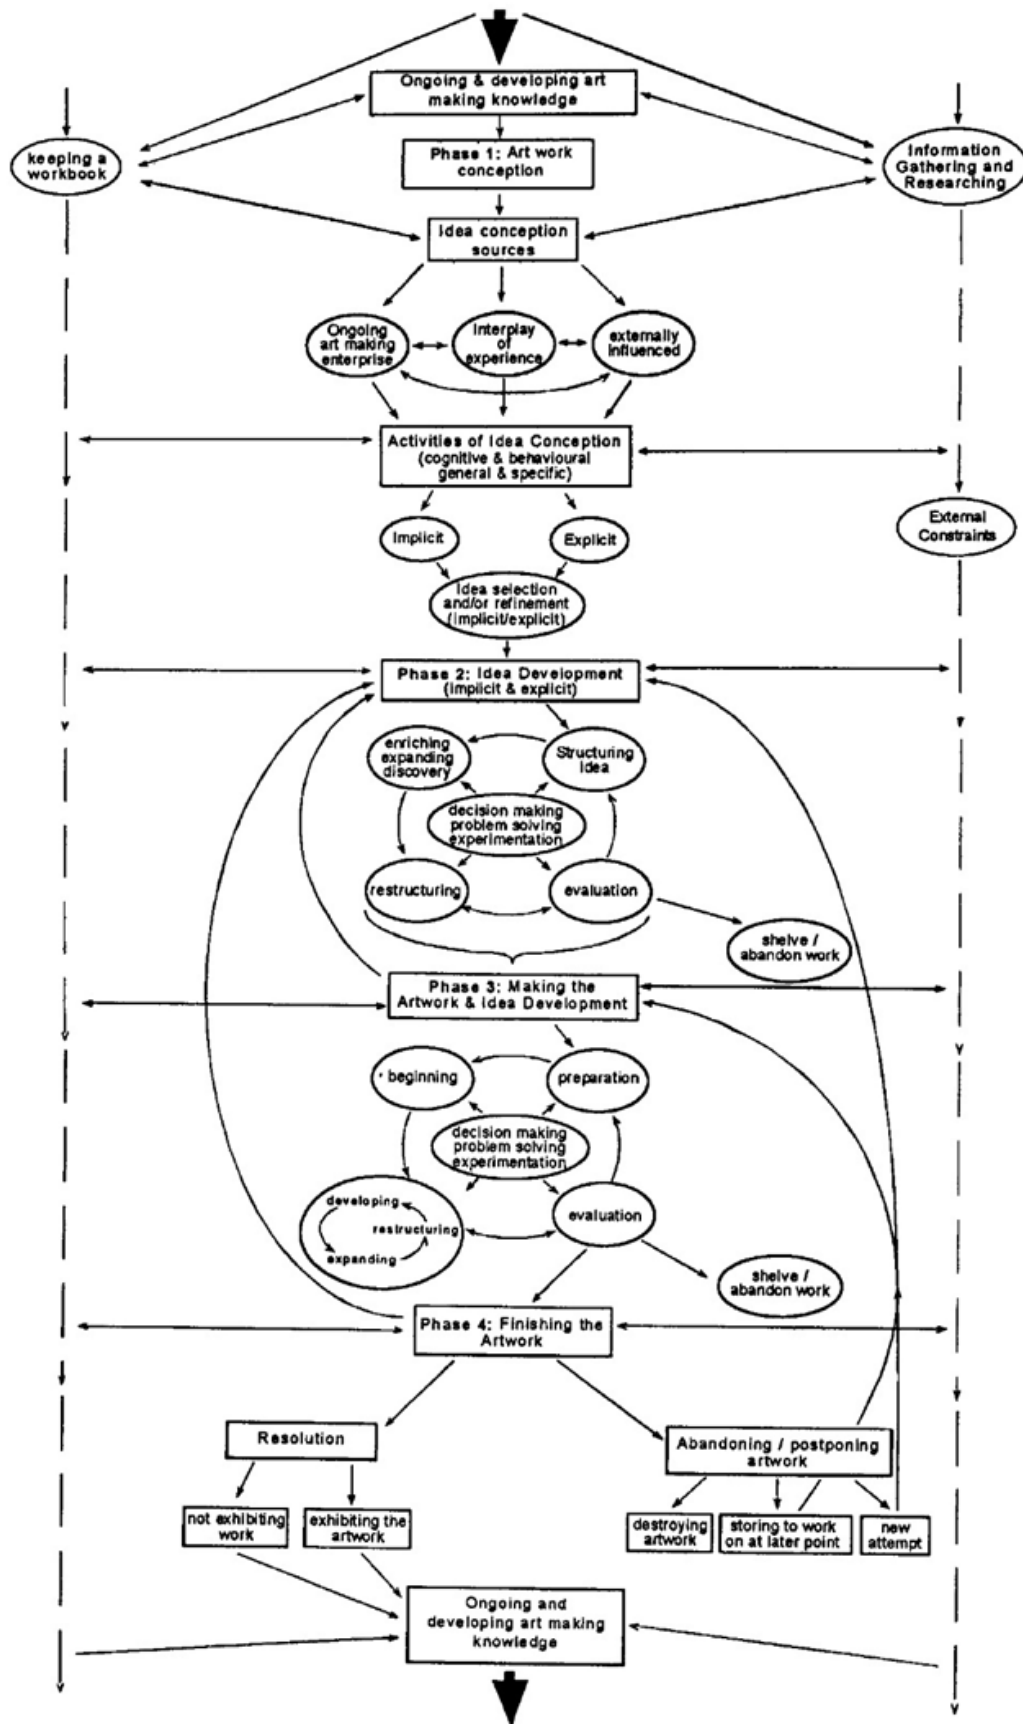 Ongoing & developing art
making knowledge
keeping a
workbook
Phase 1: Art work
conception
Information
Gathering and
Researching
Idea conception
sources
Ongoing
art making
enterprise
Interplay
of
experience
externally
influenced
Activities of Idea Conception
(cognitive & behavioural
general & specific)
Implicit
Explicit
External
Constraints
Idea selection
and/or refinement
(implicit/explicit)
Phase 2: Idea Development
(implicit & explicit)
enriching
expanding
discovery
Structuring
Idea
decision making
problem solving
experimentation
restructuring
evaluation
shelve /
abandon work
Phase 3: Making the
Artwork & Idea Development
beginning
preparation
decision making
problem solving
experimentation
developing
restructuring
expanding
evaluation
shelve /
abandon work
Phase 4: Finishing the
Artwork
Resolution
Abandoning / postponing
artwork
not exhibiting
work
exhibiting the
artwork
destroying
artwork
storing to work
on at later point
new
attempt
Ongoing and
developing art making
knowledge